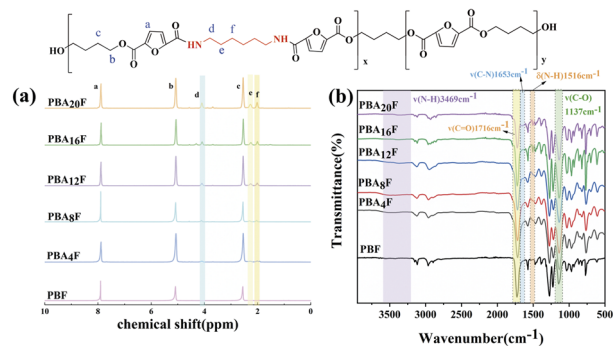 a
c
d
f
HO
O
O
O
O
NH
e
HN
O
O
O
O
O
O
O
O
O
OH
b
x
y
(a)
a
b
c
d
e
f
PBA20F
PBA16F
PBA12F
PBA8F
PBA4F
PBF
10
8
6
4
2
0
chemical shift(ppm)
ν(C-N)1653cm-1
δ(N-H)1516cm-1
(b)
ν(N-H)3469cm-1
ν(C-O)
1137cm-1
PBA20F
PBA16F
ν(C=O)1716cm-1
PBA12F
PBA8F
PBA4F
PBF
Transmittance(%)
3500
3000
2500
2000
1500
1000
500
Wavenumber(cm-1)